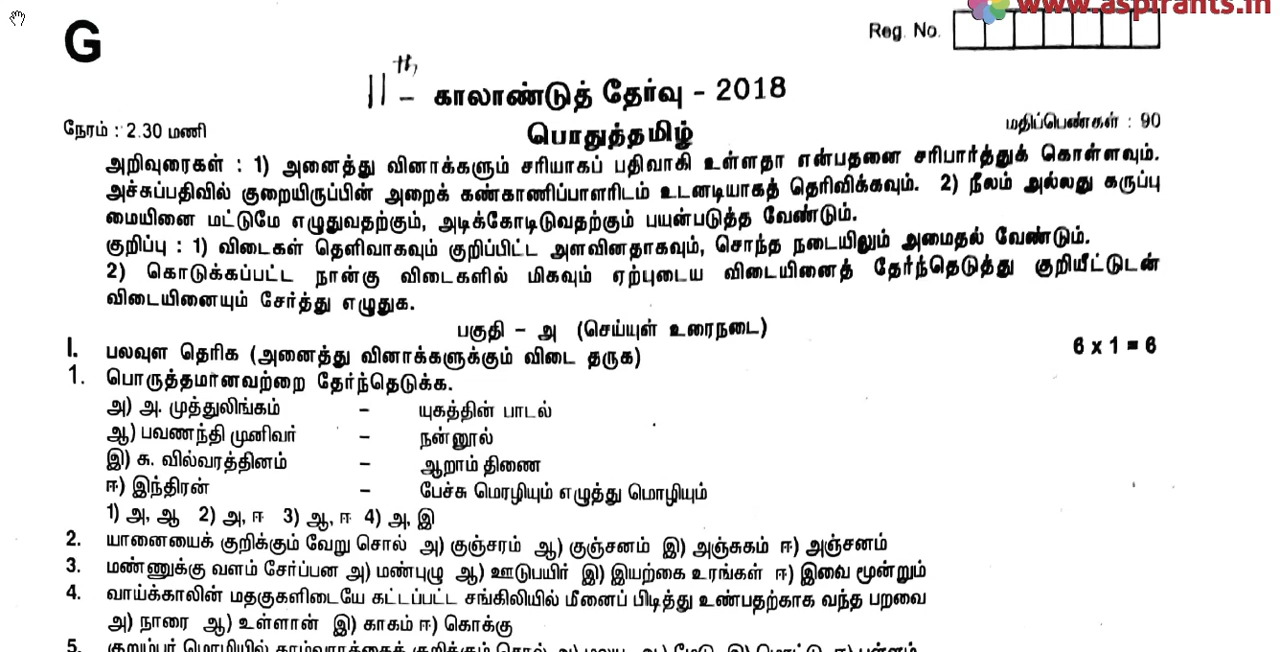 www.aspirants.in
G
Reg. No.
11th - காலாண்டுத் தேர்வு - 2018
நேரம் : 2.30 மணி
பொதுத்தமிழ்
மதிப்பெண்கள் : 90
அறிவுரைகள் : 1) அனைத்து வினாக்களும் சரியாகப் பதிவாகி உள்ளதா என்பதனை சரிபார்த்துக் கொள்ளவும்.
அச்சுப்பதிவில் குறையிருப்பின் அறைக் கண்காணிப்பாளரிடம் உடனடியாகத் தெரிவிக்கவும். 2) நீலம் அல்லது கருப்பு
மையினை மட்டுமே எழுதுவதற்கும், அடிக்கோடிடுவதற்கும் பயன்படுத்த வேண்டும்.
குறிப்பு : 1) விடைகள் தெளிவாகவும் குறிப்பிட்ட அளவினதாகவும், சொந்த நடையிலும் அமைதல் வேண்டும்.
2) கொடுக்கப்பட்ட நான்கு விடைகளில் மிகவும் ஏற்புடைய விடையினைத் தேர்ந்தெடுத்து குறியீட்டுடன்
விடையினையும் சேர்த்து எழுதுக.
பகுதி - அ (செய்யுள் உரைநடை)
I. பலவுள தெரிக (அனைத்து வினாக்களுக்கும் விடை தருக) 6 x 1 = 6
1. பொருத்தமானவற்றை தேர்ந்தெடுக்க.
அ) அ. முத்துலிங்கம் - யுகத்தின் பாடல்
ஆ) பவணந்தி முனிவர் - நன்னூல்
இ) சு. வில்வரத்தினம் - ஆறாம் திணை
ஈ) இந்திரன் - பேச்சு மொழியும் எழுத்து மொழியும்
1) அ, ஆ 2) அ, ஈ 3) ஆ, ஈ 4) அ, இ
2. யானையைக் குறிக்கும் வேறு சொல் அ) குஞ்சரம் ஆ) குஞ்சனம் இ) அஞ்சுகம் ஈ) அஞ்சனம்
3. மண்ணுக்கு வளம் சேர்ப்பன அ) மண்புழு ஆ) ஊடுபயிர் இ) இயற்கை உரங்கள் ஈ) இவை மூன்றும்
4. வாய்க்காலின் மதகுகளிடையே கட்டப்பட்ட சங்கிலியில் மீனைப் பிடித்து உண்பதற்காக வந்த பறவை
அ) நாரை ஆ) உள்ளான் இ) காகம் ஈ) கொக்கு
5.